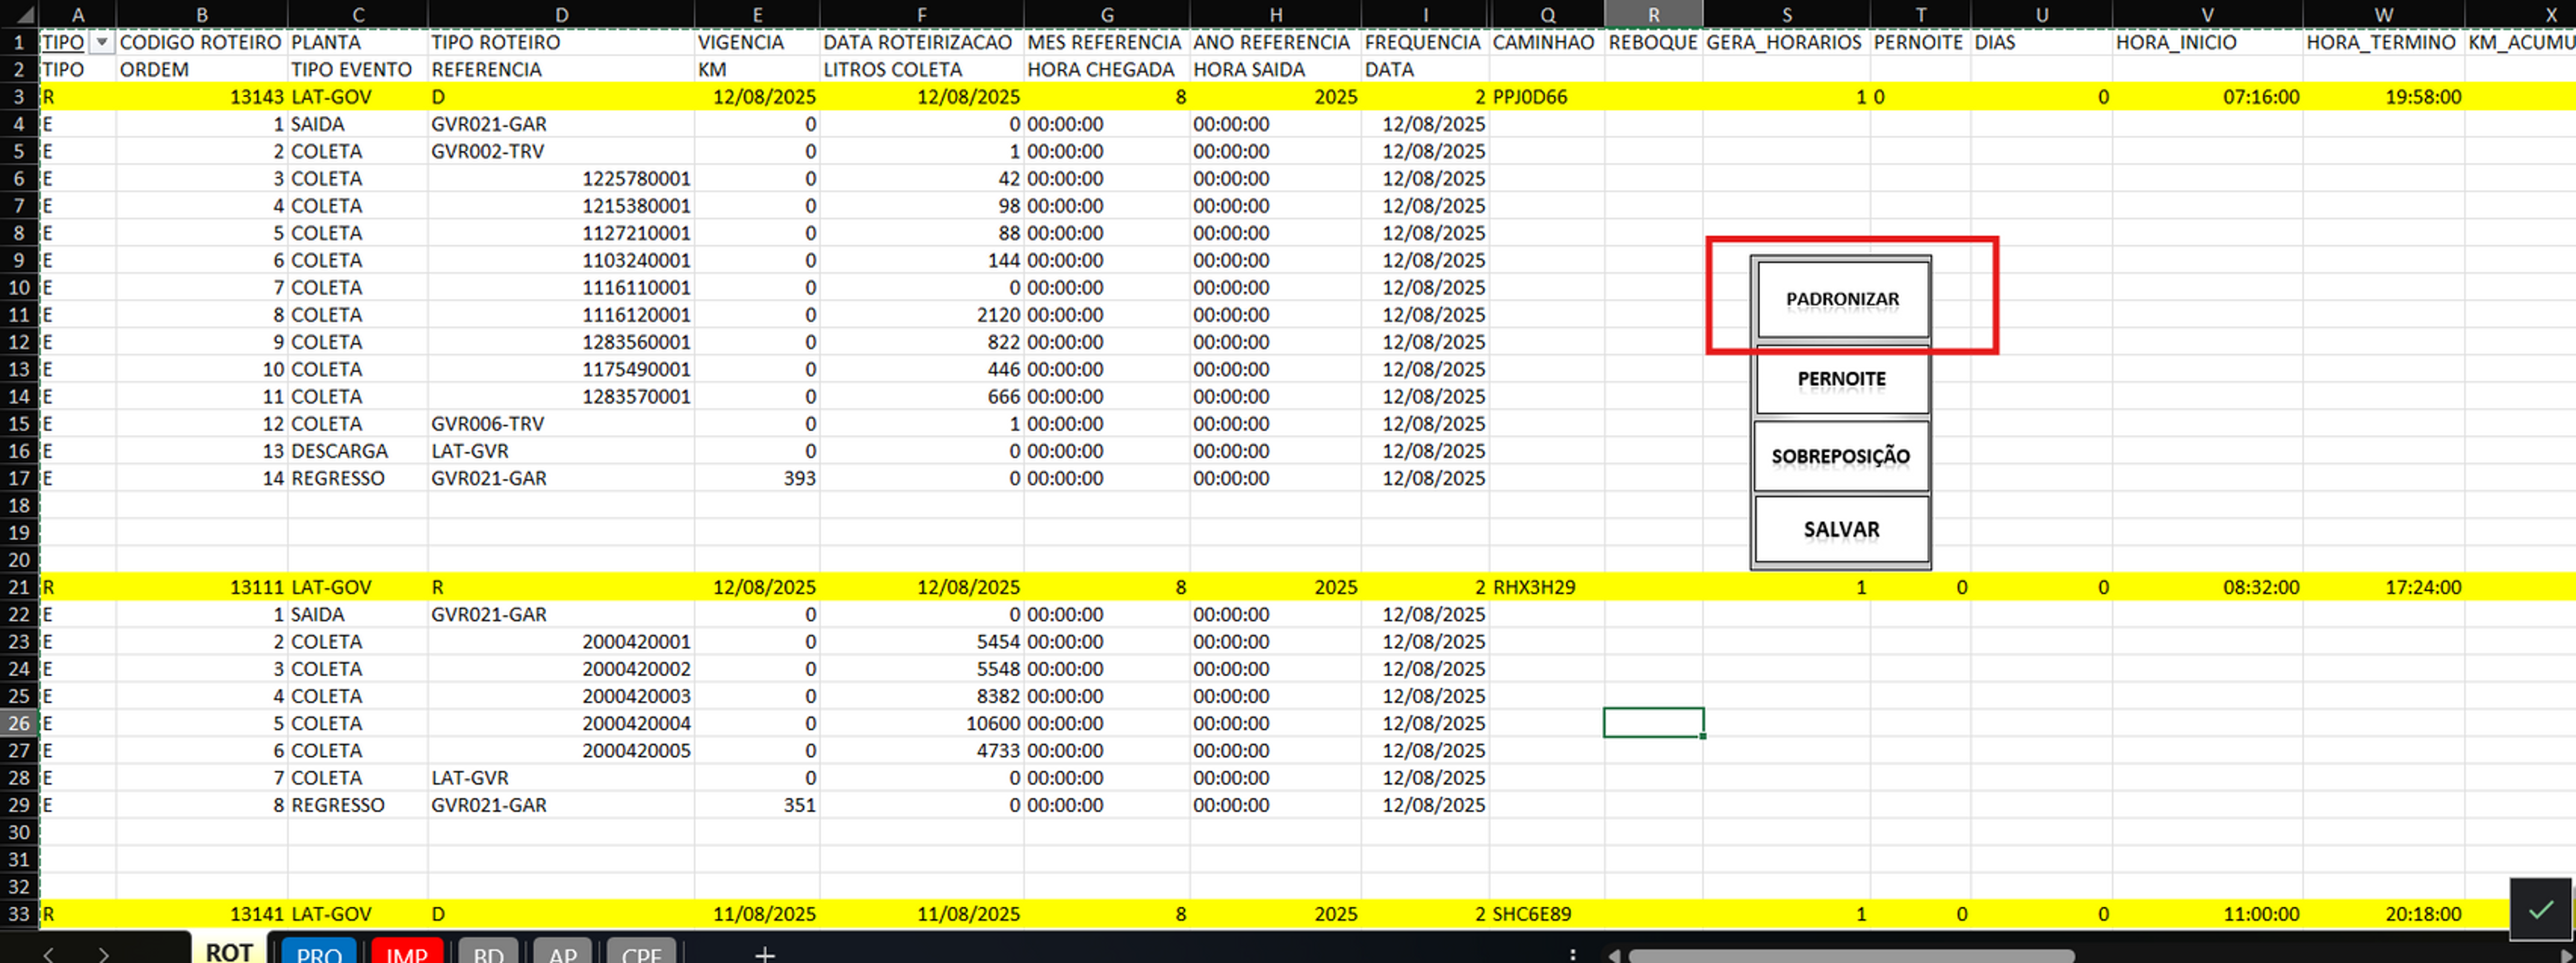 A B C D E F G H I Q R S T U V W X
1 TIPO CODIGO ROTEIRO PLANTA TIPO ROTEIRO VIGENCIA DATA ROTEIRIZACAO MES REFERENCIA ANO REFERENCIA FREQUENCIA CAMINHAO REBOQUE GERA_HORARIOS PERNOITE DIAS HORA_INICIO HORA_TERMINO KM_ACUMU
2 TIPO ORDEM TIPO EVENTO REFERENCIA KM LITROS COLETA HORA CHEGADA HORA SAIDA DATA
3 R 13143 LAT-GOV D 12/08/2025 12/08/2025 8 2025 2 PPJ0D66 1 0 0 07:16:00 19:58:00
4 E 1 SAIDA GVR021-GAR 0 0 00:00:00 00:00:00 12/08/2025
5 E 2 COLETA GVR002-TRV 0 1 00:00:00 00:00:00 12/08/2025
6 E 3 COLETA 1225780001 0 42 00:00:00 00:00:00 12/08/2025
7 E 4 COLETA 1215380001 0 98 00:00:00 00:00:00 12/08/2025
8 E 5 COLETA 1127210001 0 88 00:00:00 00:00:00 12/08/2025
9 E 6 COLETA 1103240001 0 144 00:00:00 00:00:00 12/08/2025
10 E 7 COLETA 1116110001 0 0 00:00:00 00:00:00 12/08/2025
PADRONIZAR
11 E 8 COLETA 1116120001 0 2120 00:00:00 00:00:00 12/08/2025
12 E 9 COLETA 1283560001 0 822 00:00:00 00:00:00 12/08/2025
13 E 10 COLETA 1175490001 0 446 00:00:00 00:00:00 12/08/2025
PERNOITE
14 E 11 COLETA 1283570001 0 666 00:00:00 00:00:00 12/08/2025
15 E 12 COLETA GVR006-TRV 0 1 00:00:00 00:00:00 12/08/2025
16 E 13 DESCARGA LAT-GVR 0 0 00:00:00 00:00:00 12/08/2025
SOBREPOSIÇÃO
17 E 14 REGRESSO GVR021-GAR 393 0 00:00:00 00:00:00 12/08/2025
18
19
SALVAR
20
21 R 13111 LAT-GOV R 12/08/2025 12/08/2025 8 2025 2 RHX3H29 1 0 0 08:32:00 17:24:00
22 E 1 SAIDA GVR021-GAR 0 0 00:00:00 00:00:00 12/08/2025
23 E 2 COLETA 2000420001 0 5454 00:00:00 00:00:00 12/08/2025
24 E 3 COLETA 2000420002 0 5548 00:00:00 00:00:00 12/08/2025
25 E 4 COLETA 2000420003 0 8382 00:00:00 00:00:00 12/08/2025
26 E 5 COLETA 2000420004 0 10600 00:00:00 00:00:00 12/08/2025
27 E 6 COLETA 2000420005 0 4733 00:00:00 00:00:00 12/08/2025
28 E 7 COLETA LAT-GVR 0 0 00:00:00 00:00:00 12/08/2025
29 E 8 REGRESSO GVR021-GAR 351 0 00:00:00 00:00:00 12/08/2025
30
31
32
33 R 13141 LAT-GOV D 11/08/2025 11/08/2025 8 2025 2 SHC6E89 1 0 0 11:00:00 20:18:00
ROT PRO IMP BD AP CPF